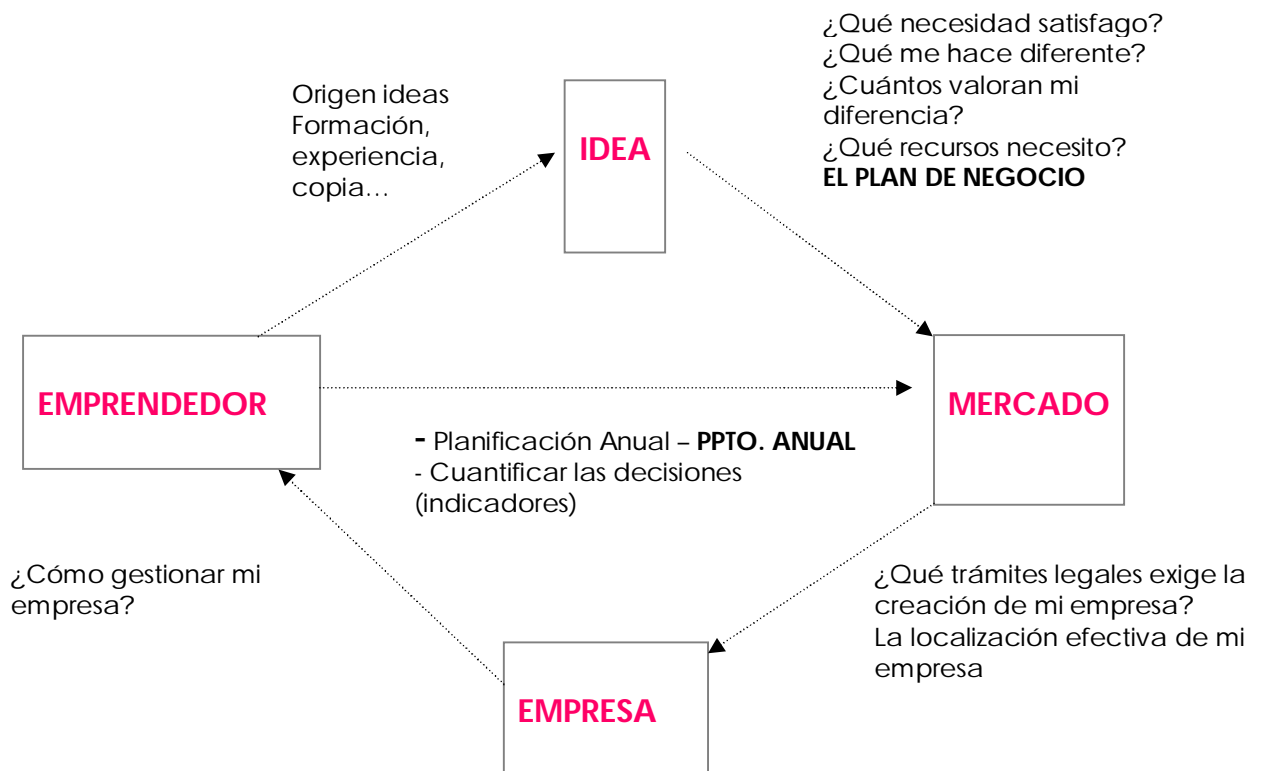 ¿Qué necesidad satisfago?
¿Qué me hace diferente?
¿Cuántos valoran mi
diferencia?
¿Qué recursos necesito?
EL PLAN DE NEGOCIO
Origen ideas
Formación,
experiencia,
copia…
IDEA
EMPRENDEDOR
MERCADO
- Planificación Anual – PPTO. ANUAL
- Cuantificar las decisiones
(indicadores)
¿Cómo gestionar mi
empresa?
¿Qué trámites legales exige la
creación de mi empresa?
La localización efectiva de mi
empresa
EMPRESA